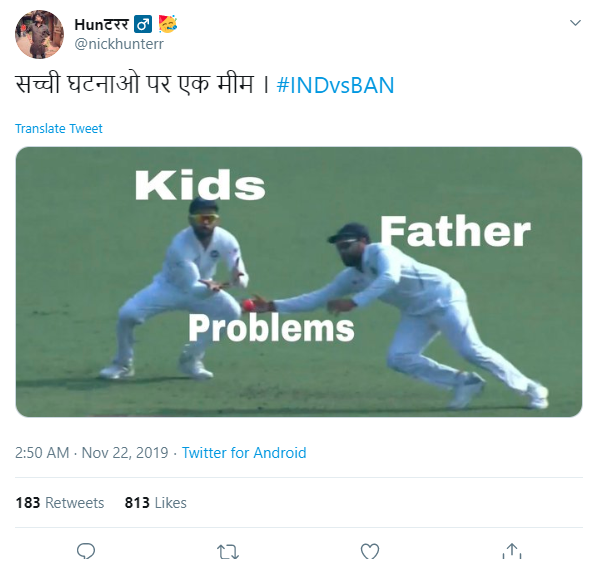 Hunटरर ♂️ 🥳
@nickhunterr
सच्ची घटनाओ पर एक मीम । #INDvsBAN
Translate Tweet
Kids
Father
Problems
2:50 AM · Nov 22, 2019 · Twitter for Android
183 Retweets 813 Likes